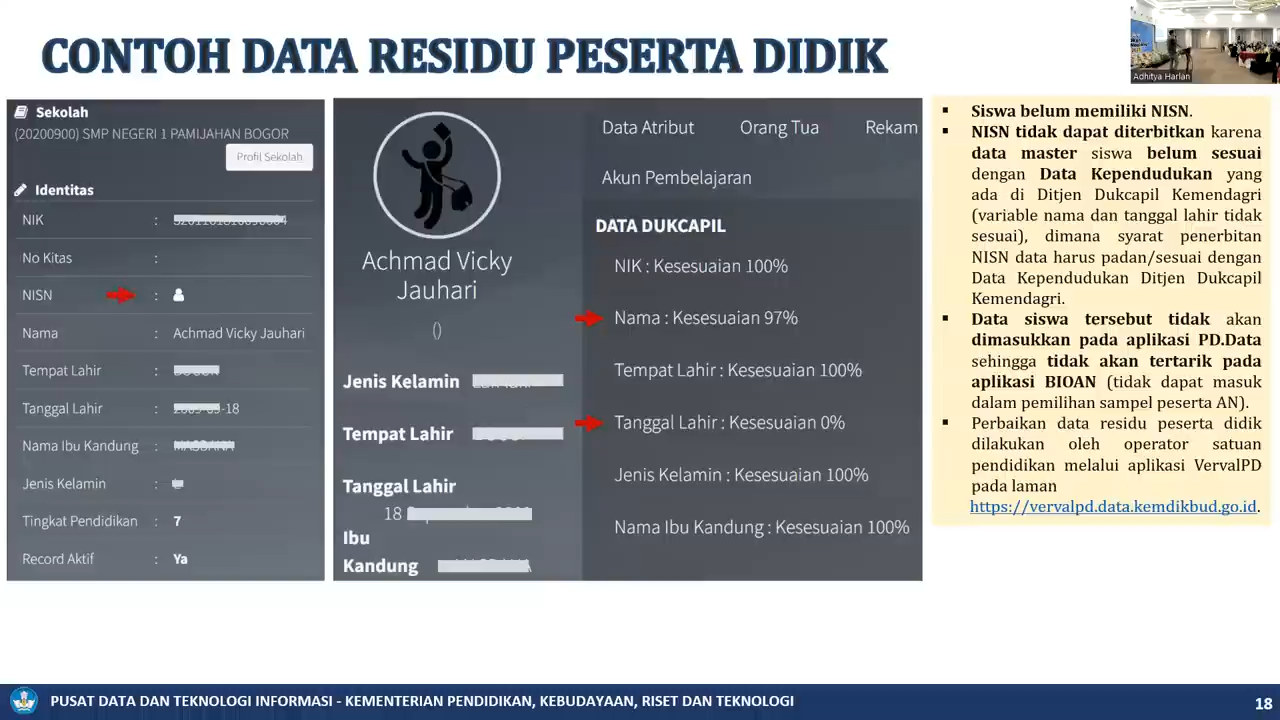 CONTOH DATA RESIDU PESERTA DIDIK
Adhitya Harlan
Sekolah
(20200900) SMP NEGERI 1 PAMIJAHAN BOGOR
Profil Sekolah
Identitas
NIK :
No Kitas :
NISN :
Nama : Achmad Vicky Jauhari
Tempat Lahir :
Tanggal Lahir : -18
Nama Ibu Kandung :
Jenis Kelamin :
Tingkat Pendidikan : 7
Record Aktif : Ya
Achmad Vicky
Jauhari
()
Jenis Kelamin
Tempat Lahir
Tanggal Lahir
18
Ibu
Kandung
Data Atribut Orang Tua Rekam
Akun Pembelajaran
DATA DUKCAPIL
NIK : Kesesuaian 100%
Nama : Kesesuaian 97%
Tempat Lahir : Kesesuaian 100%
Tanggal Lahir : Kesesuaian 0%
Jenis Kelamin : Kesesuaian 100%
Nama Ibu Kandung : Kesesuaian 100%
▪ Siswa belum memiliki NISN.
▪ NISN tidak dapat diterbitkan karena
data master siswa belum sesuai
dengan Data Kependudukan yang
ada di Ditjen Dukcapil Kemendagri
(variable nama dan tanggal lahir tidak
sesuai), dimana syarat penerbitan
NISN data harus padan/sesuai dengan
Data Kependudukan Ditjen Dukcapil
Kemendagri.
▪ Data siswa tersebut tidak akan
dimasukkan pada aplikasi PD.Data
sehingga tidak akan tertarik pada
aplikasi BIOAN (tidak dapat masuk
dalam pemilihan sampel peserta AN).
▪ Perbaikan data residu peserta didik
dilakukan oleh operator satuan
pendidikan melalui aplikasi VervalPD
pada laman
https://vervalpd.data.kemdikbud.go.id.
PUSAT DATA DAN TEKNOLOGI INFORMASI - KEMENTERIAN PENDIDIKAN, KEBUDAYAAN, RISET DAN TEKNOLOGI
18